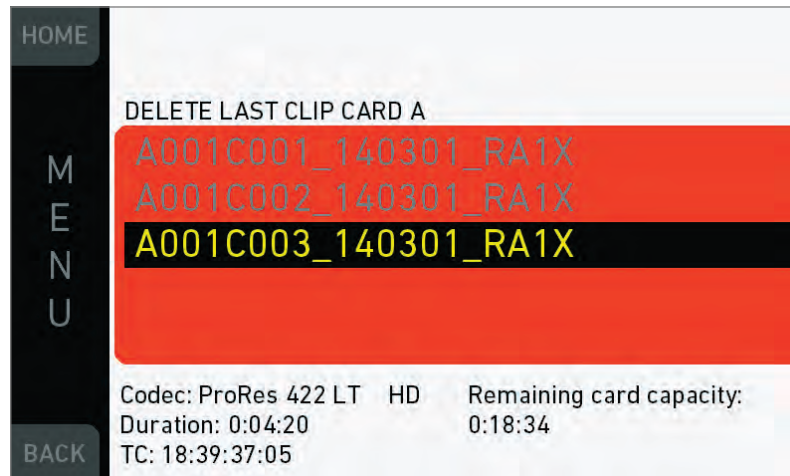 HOME
MENU
BACK
DELETE LAST CLIP CARD A
A001C001_140301_RA1X
A001C002_140301_RA1X
A001C003_140301_RA1X
Codec: ProRes 422 LT HD
Duration: 0:04:20
TC: 18:39:37:05
Remaining card capacity:
0:18:34